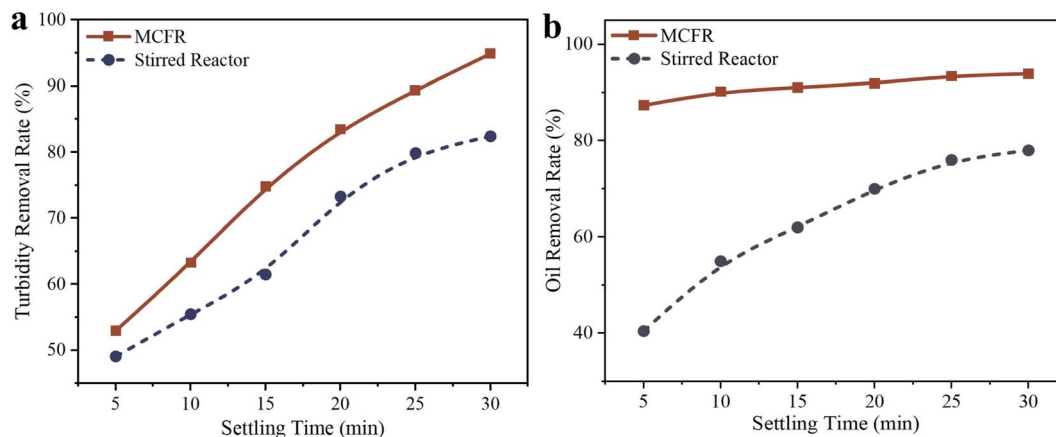 a
MCFR
Stirred Reactor
Turbidity Removal Rate (%)
100
90
80
70
60
50
5 10 15 20 25 30
Settling Time (min)
b
MCFR
Stirred Reactor
Oil Removal Rate (%)
100
80
60
40
5 10 15 20 25 30
Settling Time (min)